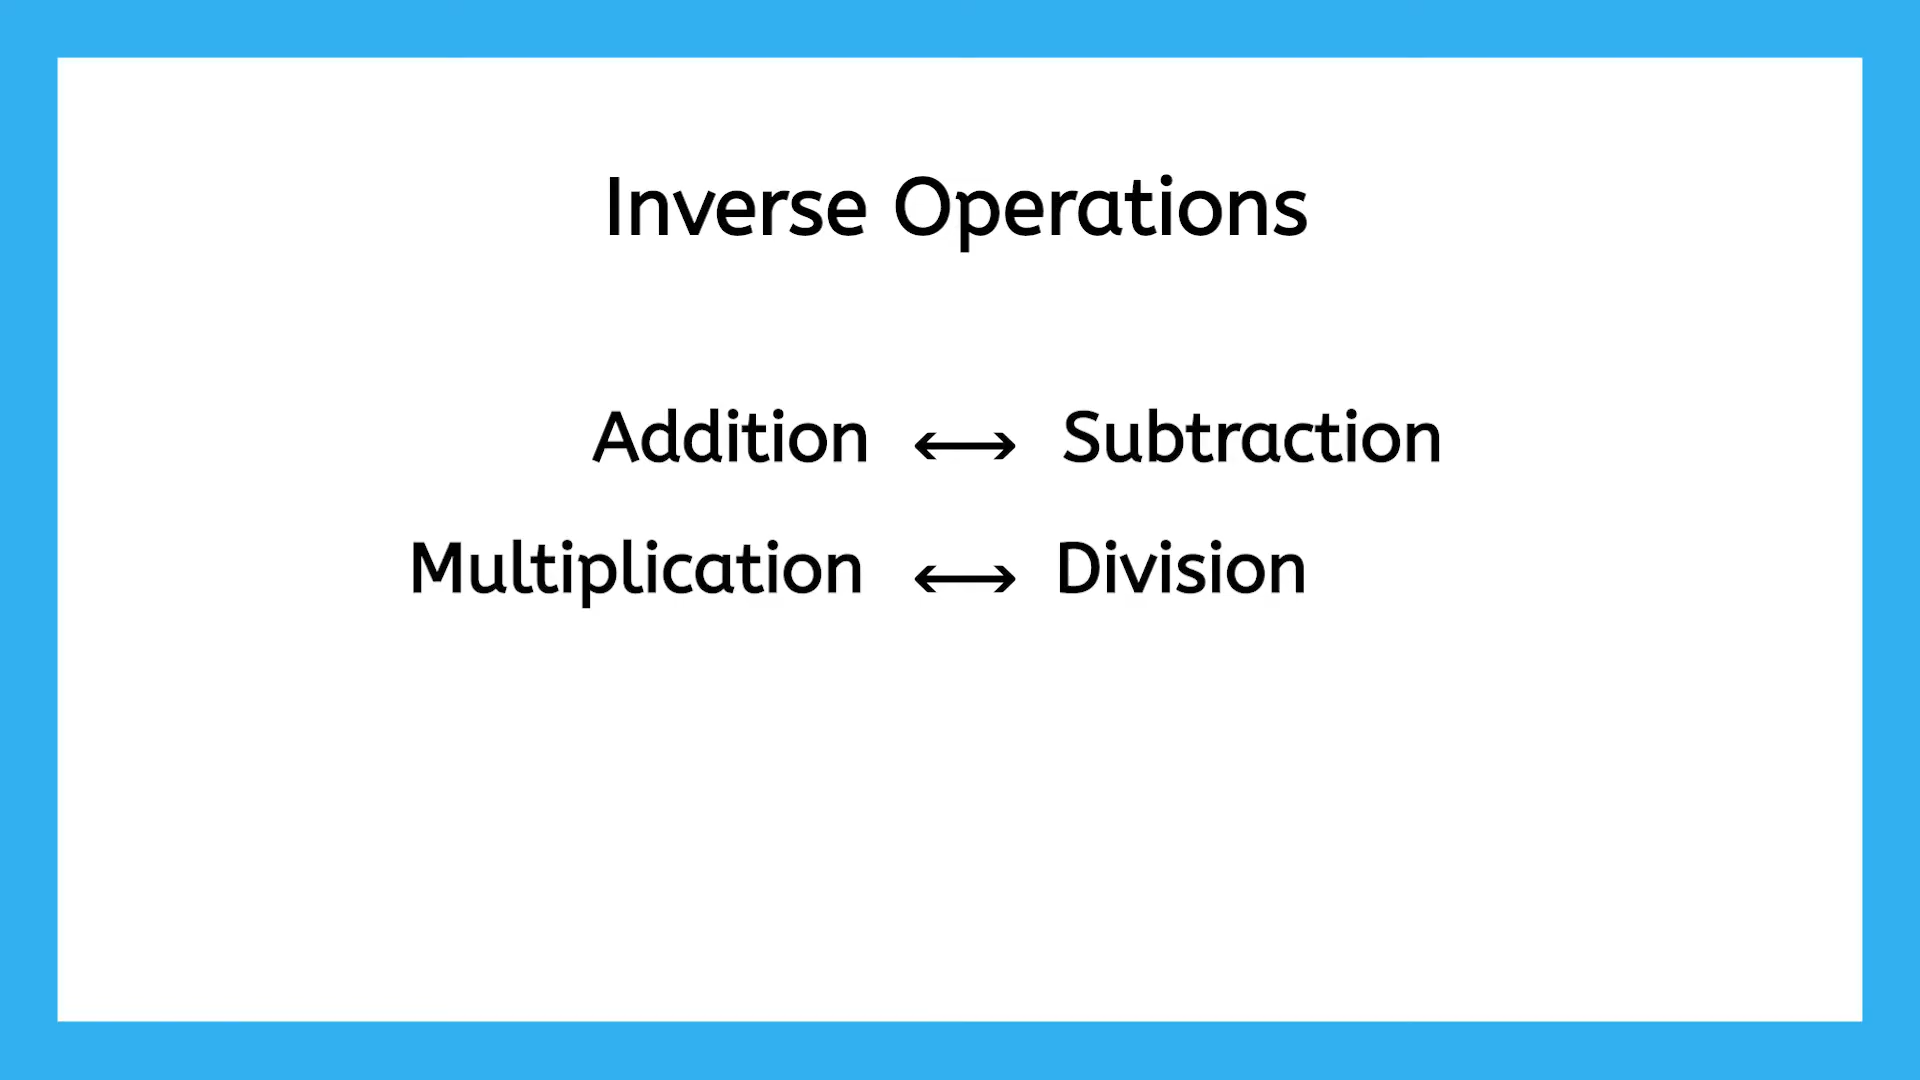 Inverse Operations
Addition ⟷ Subtraction
Multiplication ⟷ Division